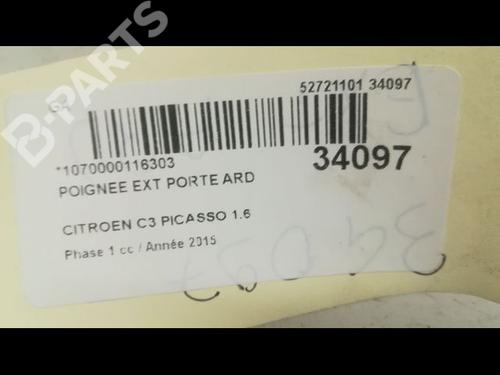 52721101 34097
G2
*1070000116303
34097
POIGNEE EXT PORTE ARD
CITROEN C3 PICASSO 1.6
Phase 1 cc / Année 2015
34097
B-PARTS